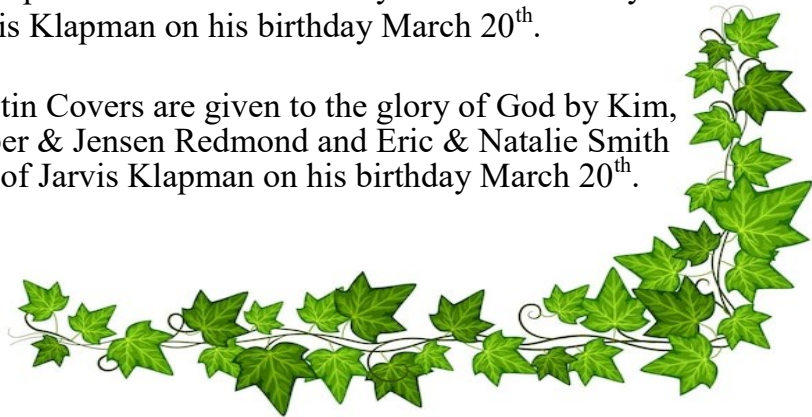 is Klapman on his birthday March 20th.
tin Covers are given to the glory of God by Kim,
er & Jensen Redmond and Eric & Natalie Smith
of Jarvis Klapman on his birthday March 20th.